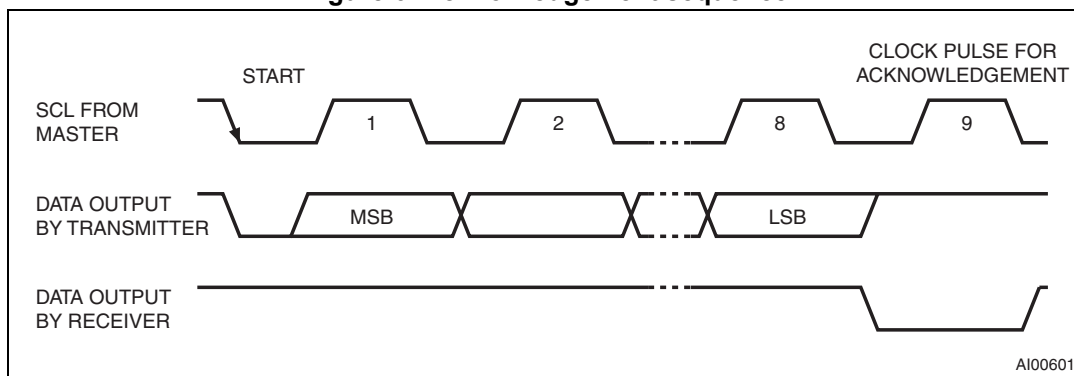 START
CLOCK PULSE FOR
ACKNOWLEDGEMENT
SCL FROM
MASTER
1
2
8
9
DATA OUTPUT
BY TRANSMITTER
MSB
LSB
DATA OUTPUT
BY RECEIVER
AI00601